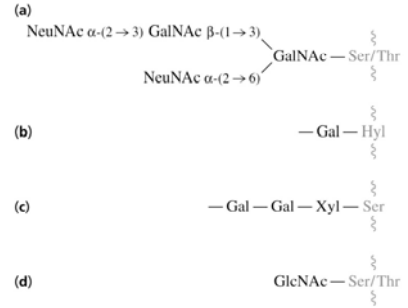 (a)
NeuNAc α-(2 → 3) GalNAc β-(1 → 3)
GalNAc — Ser/Thr
NeuNAc α-(2 → 6)
(b)
— Gal — Hyl
(c)
— Gal — Gal — Xyl — Ser
(d)
GlcNAc — Ser/Thr